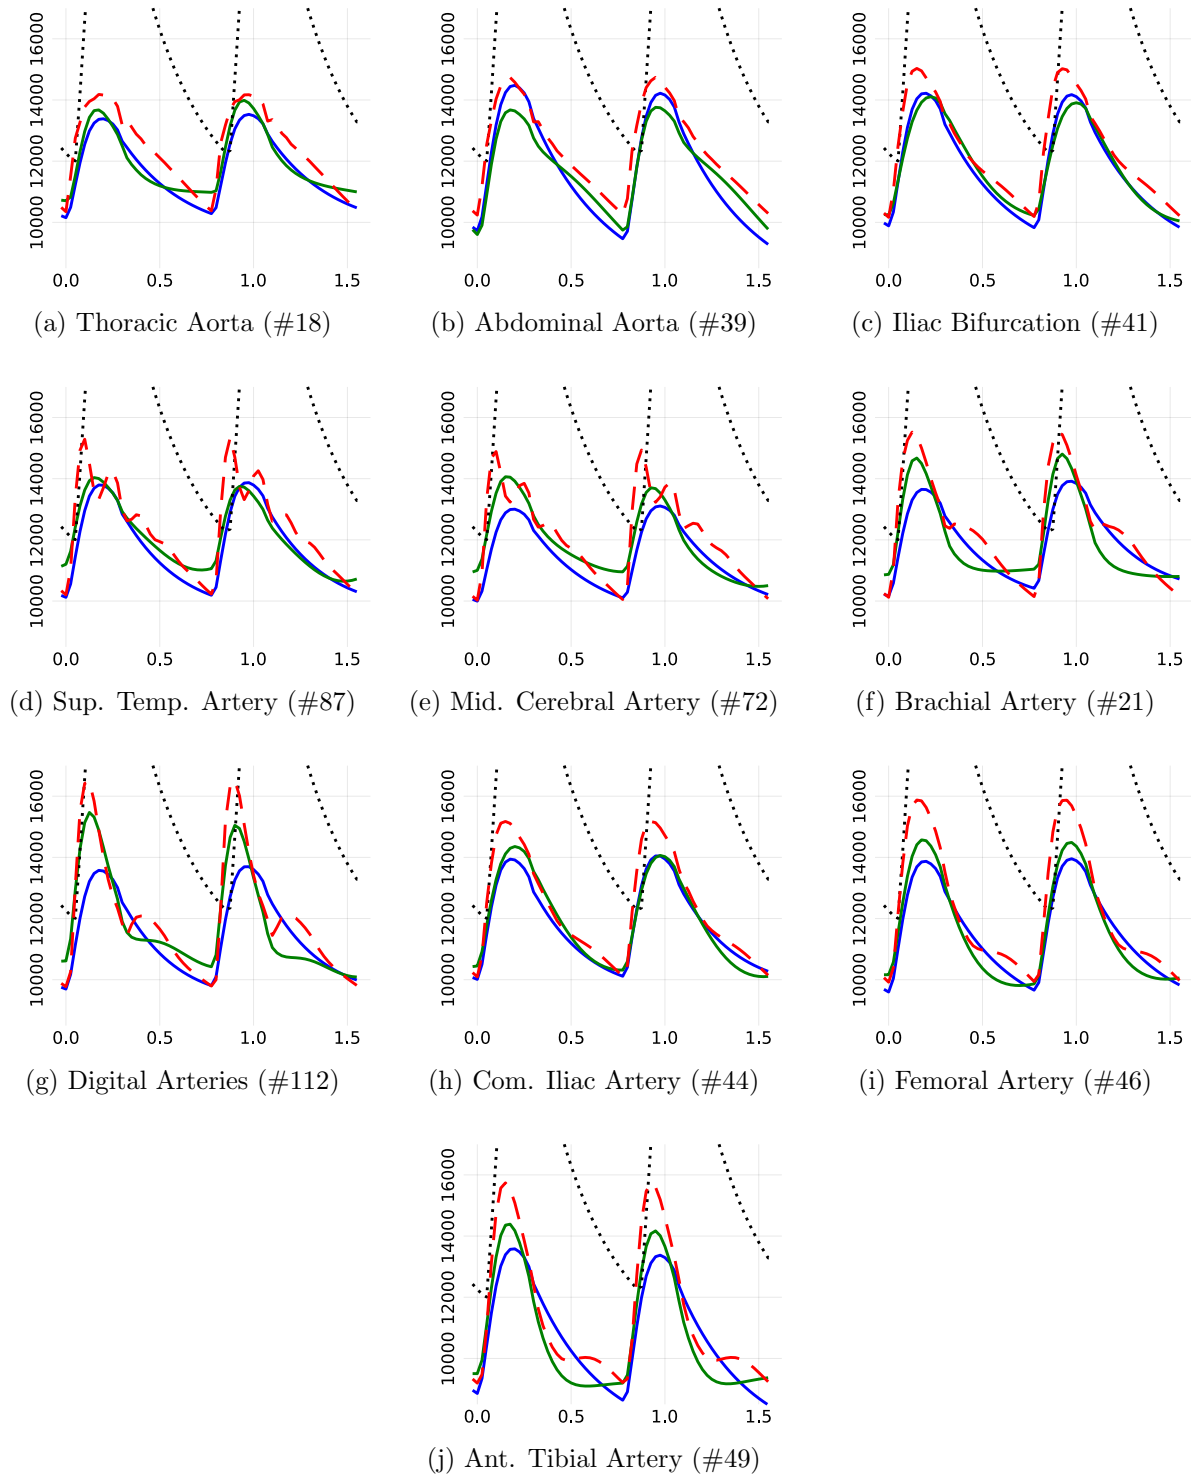 16000
14000
12000
10000
0.0 0.5 1.0 1.5
(a) Thoracic Aorta (#18)
16000
14000
12000
10000
0.0 0.5 1.0 1.5
(b) Abdominal Aorta (#39)
16000
14000
12000
10000
0.0 0.5 1.0 1.5
(c) Iliac Bifurcation (#41)
16000
14000
12000
10000
0.0 0.5 1.0 1.5
(d) Sup. Temp. Artery (#87)
16000
14000
12000
10000
0.0 0.5 1.0 1.5
(e) Mid. Cerebral Artery (#72)
16000
14000
12000
10000
0.0 0.5 1.0 1.5
(f) Brachial Artery (#21)
16000
14000
12000
10000
0.0 0.5 1.0 1.5
(g) Digital Arteries (#112)
16000
14000
12000
10000
0.0 0.5 1.0 1.5
(h) Com. Iliac Artery (#44)
16000
14000
12000
10000
0.0 0.5 1.0 1.5
(i) Femoral Artery (#46)
16000
14000
12000
10000
0.0 0.5 1.0 1.5
(j) Ant. Tibial Artery (#49)